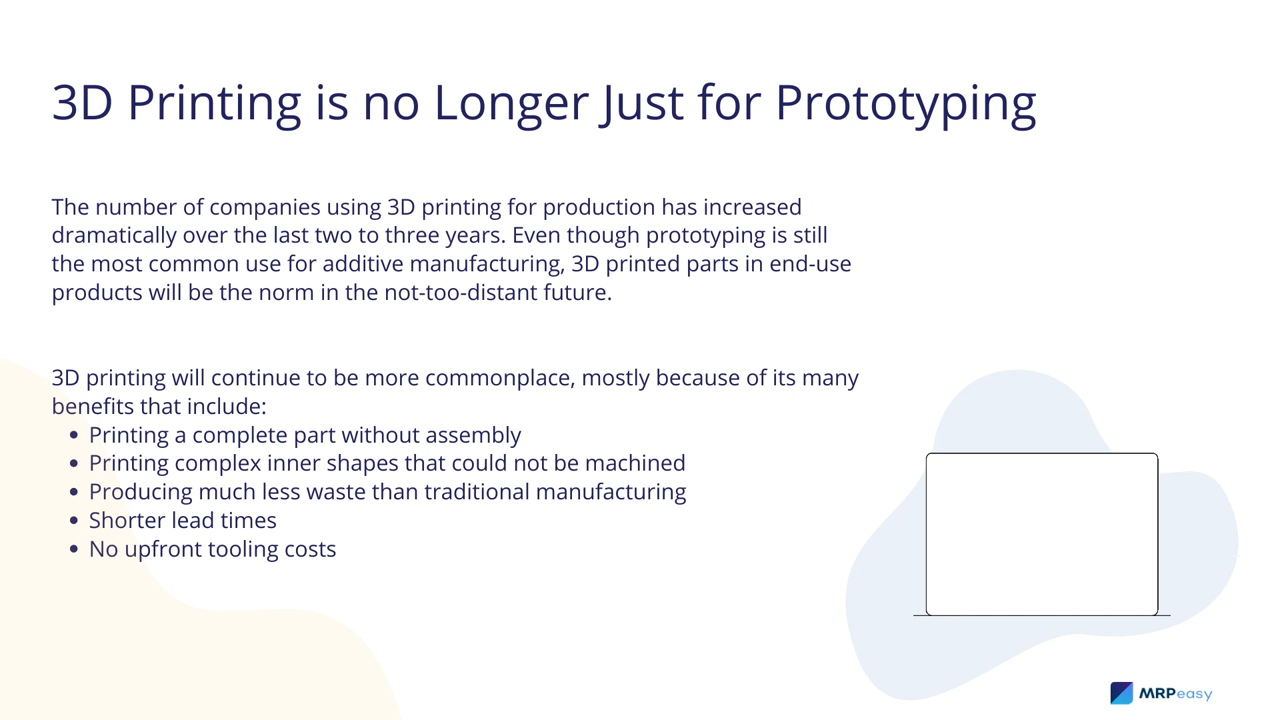 3D Printing is no Longer Just for Prototyping
The number of companies using 3D printing for production has increased
dramatically over the last two to three years. Even though prototyping is still
the most common use for additive manufacturing, 3D printed parts in end-use
products will be the norm in the not-too-distant future.
3D printing will continue to be more commonplace, mostly because of its many
benefits that include:
• Printing a complete part without assembly
• Printing complex inner shapes that could not be machined
• Producing much less waste than traditional manufacturing
• Shorter lead times
• No upfront tooling costs
MRPeasy